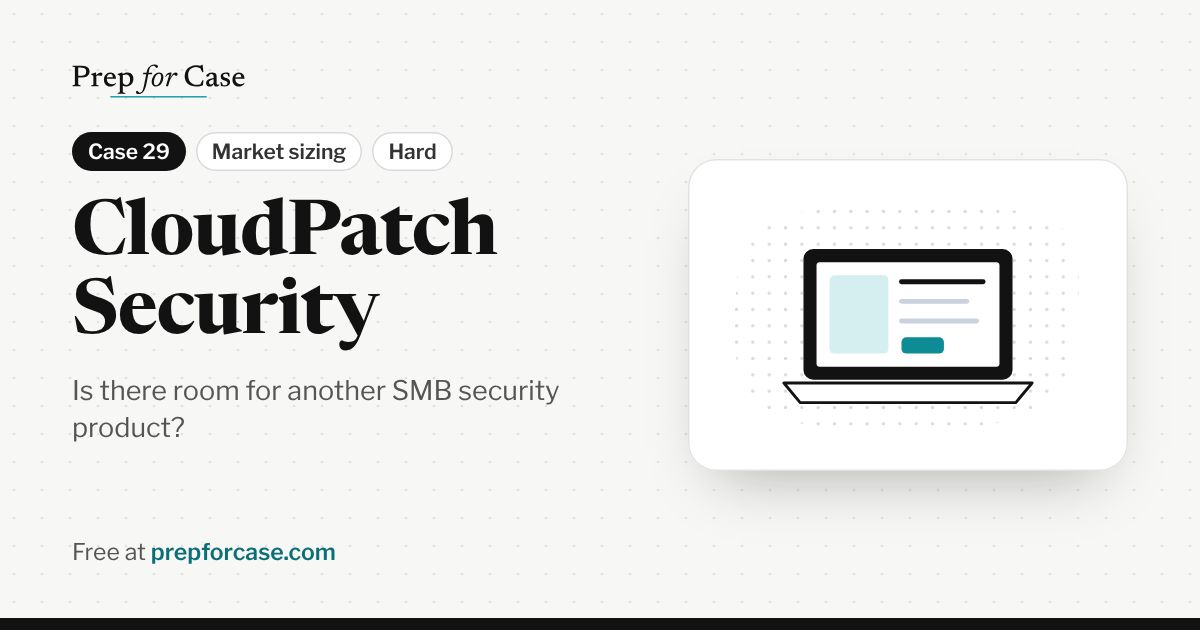 Prep for Case
Case 29
Market sizing
Hard
CloudPatch
Security
Is there room for another SMB security
product?
Free at prepforcase.com